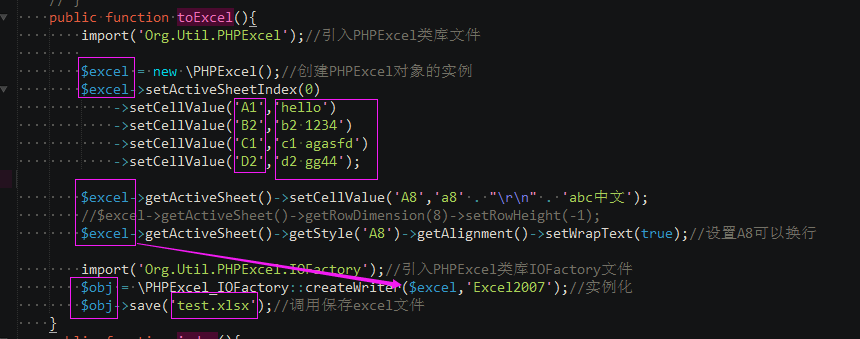 // }
public function toExcel(){
import('Org.Util.PHPExcel');//引入PHPExcel类库文件
$excel = new \PHPExcel();//创建PHPExcel对象的实例
$excel->setActiveSheetIndex(0)
->setCellValue('A1','hello')
->setCellValue('B2','b2 1234')
->setCellValue('C1','c1 agasfd')
->setCellValue('D2','d2 gg44');
$excel->getActiveSheet()->setCellValue('A8','a8' . "\r\n" . 'abc中文');
//$excel->getActiveSheet()->getRowDimension(8)->setRowHeight(-1);
$excel->getActiveSheet()->getStyle('A8')->getAlignment()->setWrapText(true);//设置A8可以换行
import('Org.Util.PHPExcel.IOFactory');//引入PHPExcel类库IOFactory文件
$obj = \PHPExcel_IOFactory::createWriter($excel,'Excel2007');//实例化
$obj->save('test.xlsx');//调用保存excel文件
}
public function